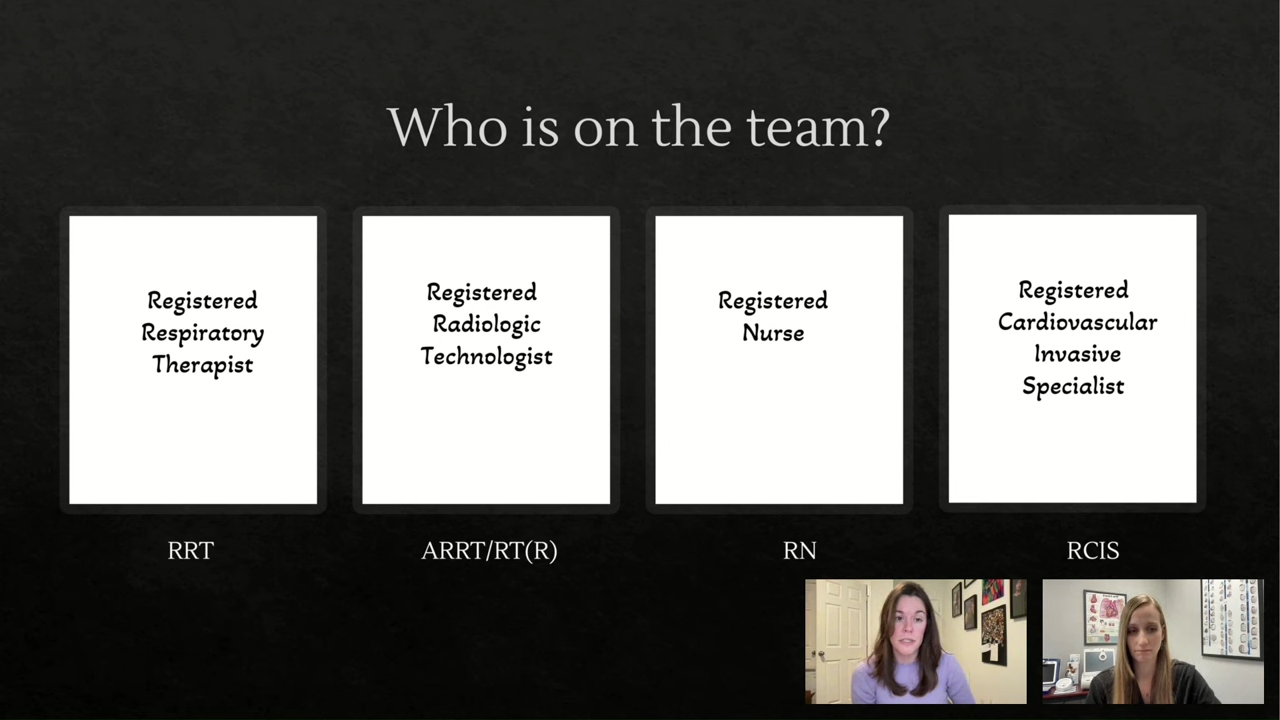 Who is on the team?
Registered
Respiratory
Therapist
Registered
Radiologic
Technologist
Registered
Nurse
Registered
Cardiovascular
Invasive
Specialist
RRT
ARRT/RT(R)
RN
RCIS